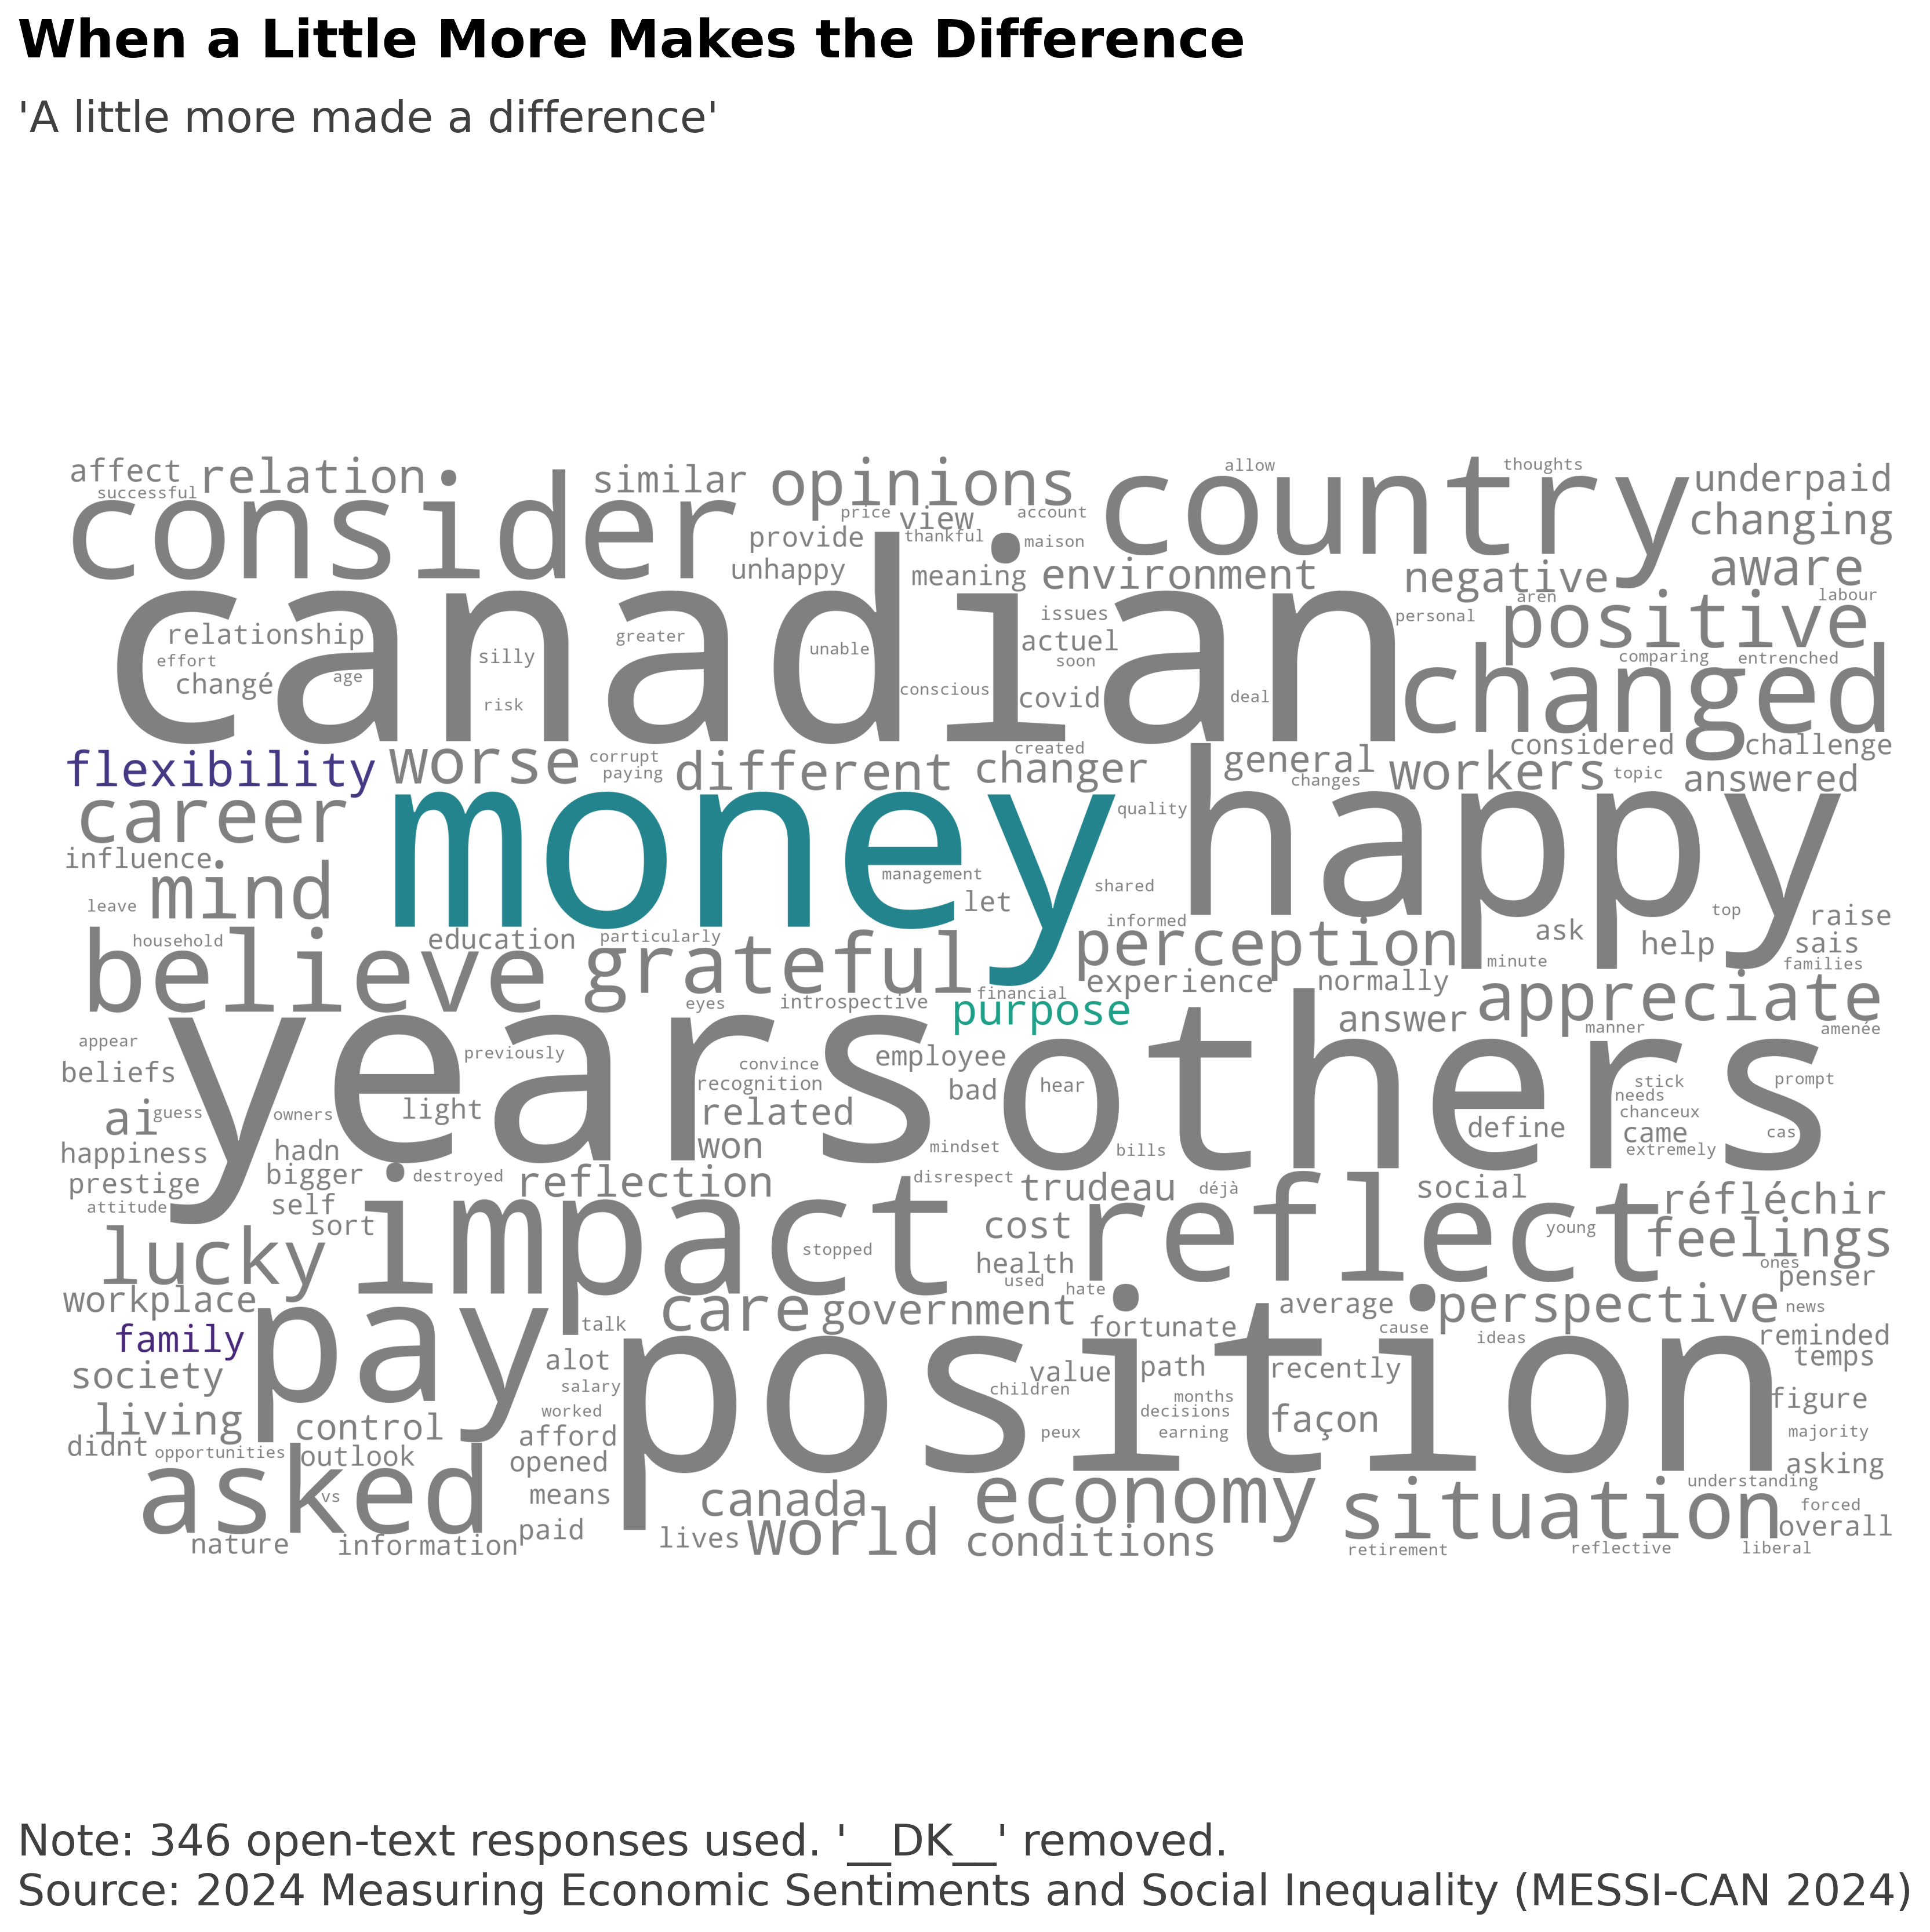 When a Little More Makes the Difference
'A little more made a difference'
affect relation similar opinions allow country thoughts underpaid
successful consider price view account changing
provide thankful maison
unhappy meaning environment negative aware
canadian issues personal aren positive labour
relationship greater unable actuel
effort silly soon changed comparing entrenched
changé age conscious covid deal
risk
flexibility worse corrupt different created changer general considered challenge
paying changes workers topic answered
career money quality happy
influence management shared
leave mind let informed top raise
household education particularly perception ask help sais
believe grateful experience normally minute families
eyes introspective financial appreciate
purpose answer manner amenée
appear years previously convince employee others
beliefs recognition bad hear stick prompt
ai guess owners light related needs chanceux
happiness hadn won mindset bills define came cas
bigger destroyed reflection disrespect extremely
prestige self trudeau déjà social réfléchir
attitude sort impact cost reflect young feelings
lucky stopped health ones
used penser
workplace care government hate average perspective news
family pay talk fortunate cause ideas reminded
society alot position value path recently temps
salary children months figure
living control worked decisions façon
didnt opportunities outlook afford peux earning majority
asked opened asking
vs means canada economy situation understanding
nature information paid lives world conditions forced
overall
retirement reflective liberal
Note: 346 open-text responses used. '__DK__' removed.
Source: 2024 Measuring Economic Sentiments and Social Inequality (MESSI-CAN 2024)